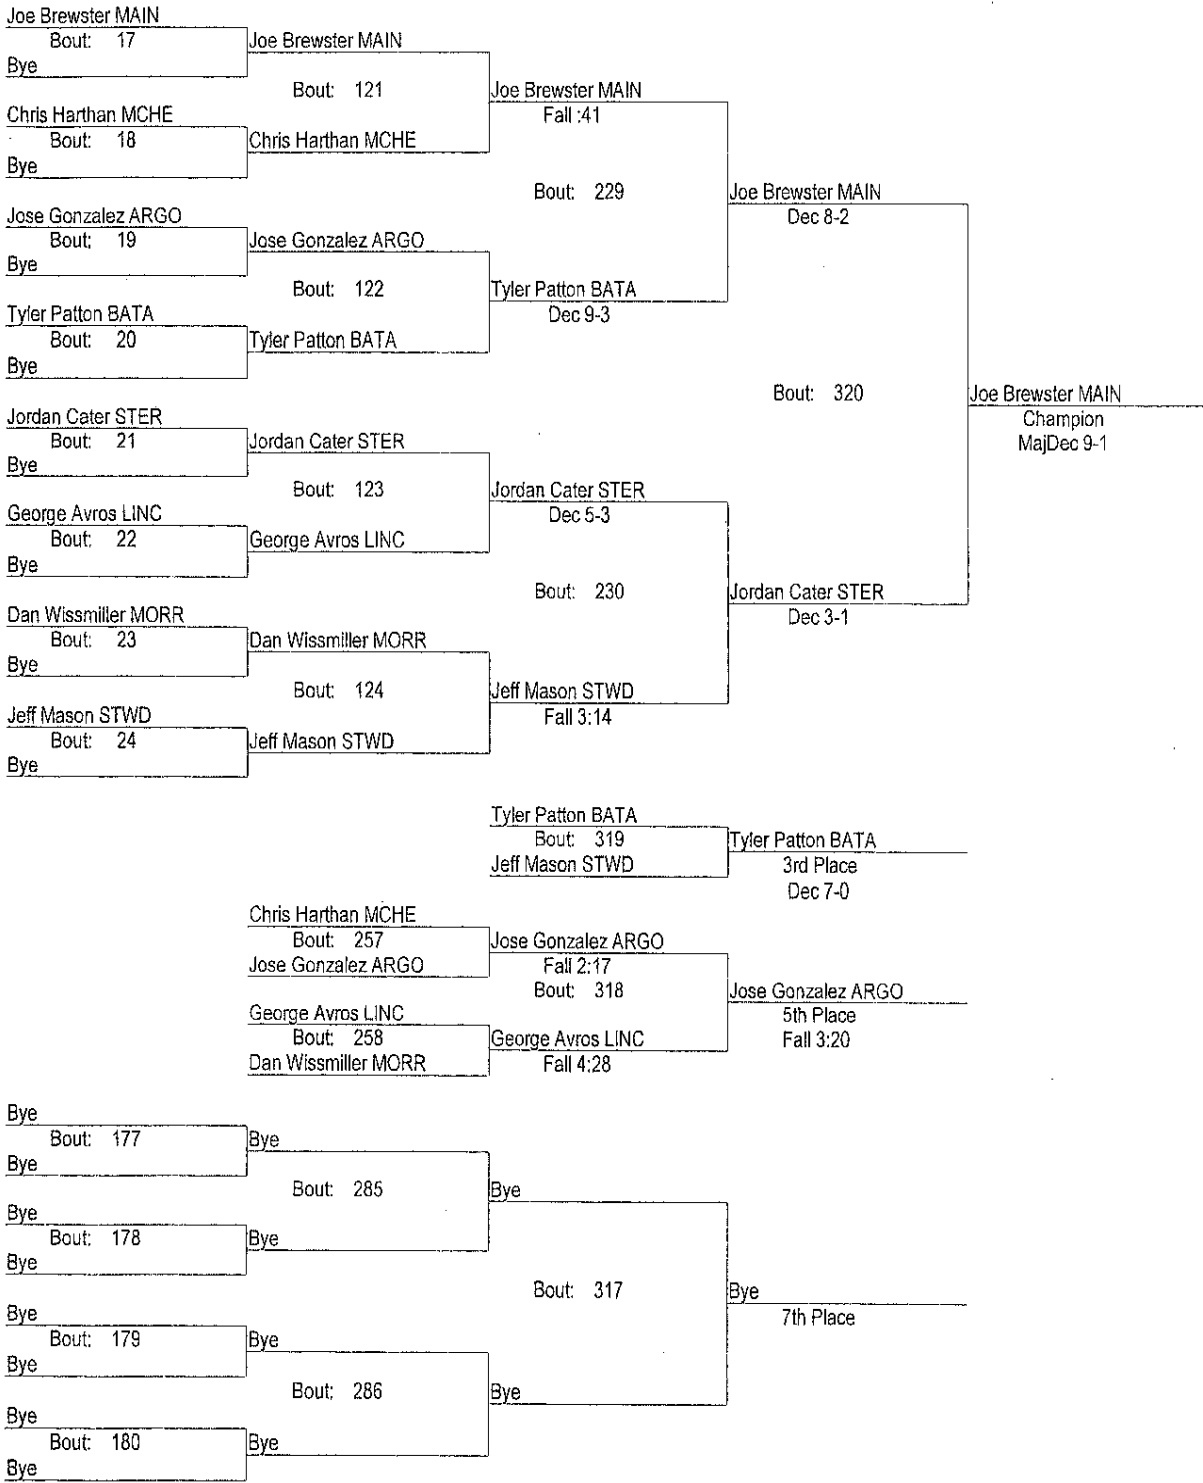 Joe Brewster MAIN
Bout: 17
Joe Brewster MAIN
Bye
Bout: 121
Joe Brewster MAIN
Fall :41
Chris Harthan MCHE
Bout: 18
Chris Harthan MCHE
Bye
Bout: 229
Joe Brewster MAIN
Dec 8-2
Jose Gonzalez ARGO
Bout: 19
Jose Gonzalez ARGO
Bye
Bout: 122
Tyler Patton BATA
Dec 9-3
Tyler Patton BATA
Bout: 20
Tyler Patton BATA
Bye
Bout: 320
Joe Brewster MAIN
Champion
MajDec 9-1
Jordan Cater STER
Bout: 21
Jordan Cater STER
Bye
Bout: 123
Jordan Cater STER
Dec 5-3
George Avros LINC
Bout: 22
George Avros LINC
Bye
Bout: 230
Jordan Cater STER
Dec 3-1
Dan Wissmiller MORR
Bout: 23
Dan Wissmiller MORR
Bye
Bout: 124
Jeff Mason STWD
Fall 3:14
Jeff Mason STWD
Bout: 24
Jeff Mason STWD
Bye
Tyler Patton BATA
Bout: 319
Tyler Patton BATA
Jeff Mason STWD
3rd Place
Dec 7-0
Chris Harthan MCHE
Bout: 257
Jose Gonzalez ARGO
Jose Gonzalez ARGO
Fall 2:17
Bout: 318
Jose Gonzalez ARGO
5th Place
Fall 3:20
George Avros LINC
Bout: 258
George Avros LINC
Dan Wissmiller MORR
Fall 4:28
Bye
Bout: 177
Bye
Bye
Bout: 285
Bye
Bye
Bout: 178
Bye
Bye
Bout: 317
Bye
7th Place
Bye
Bout: 179
Bye
Bye
Bout: 286
Bye
Bye
Bout: 180
Bye
Bye